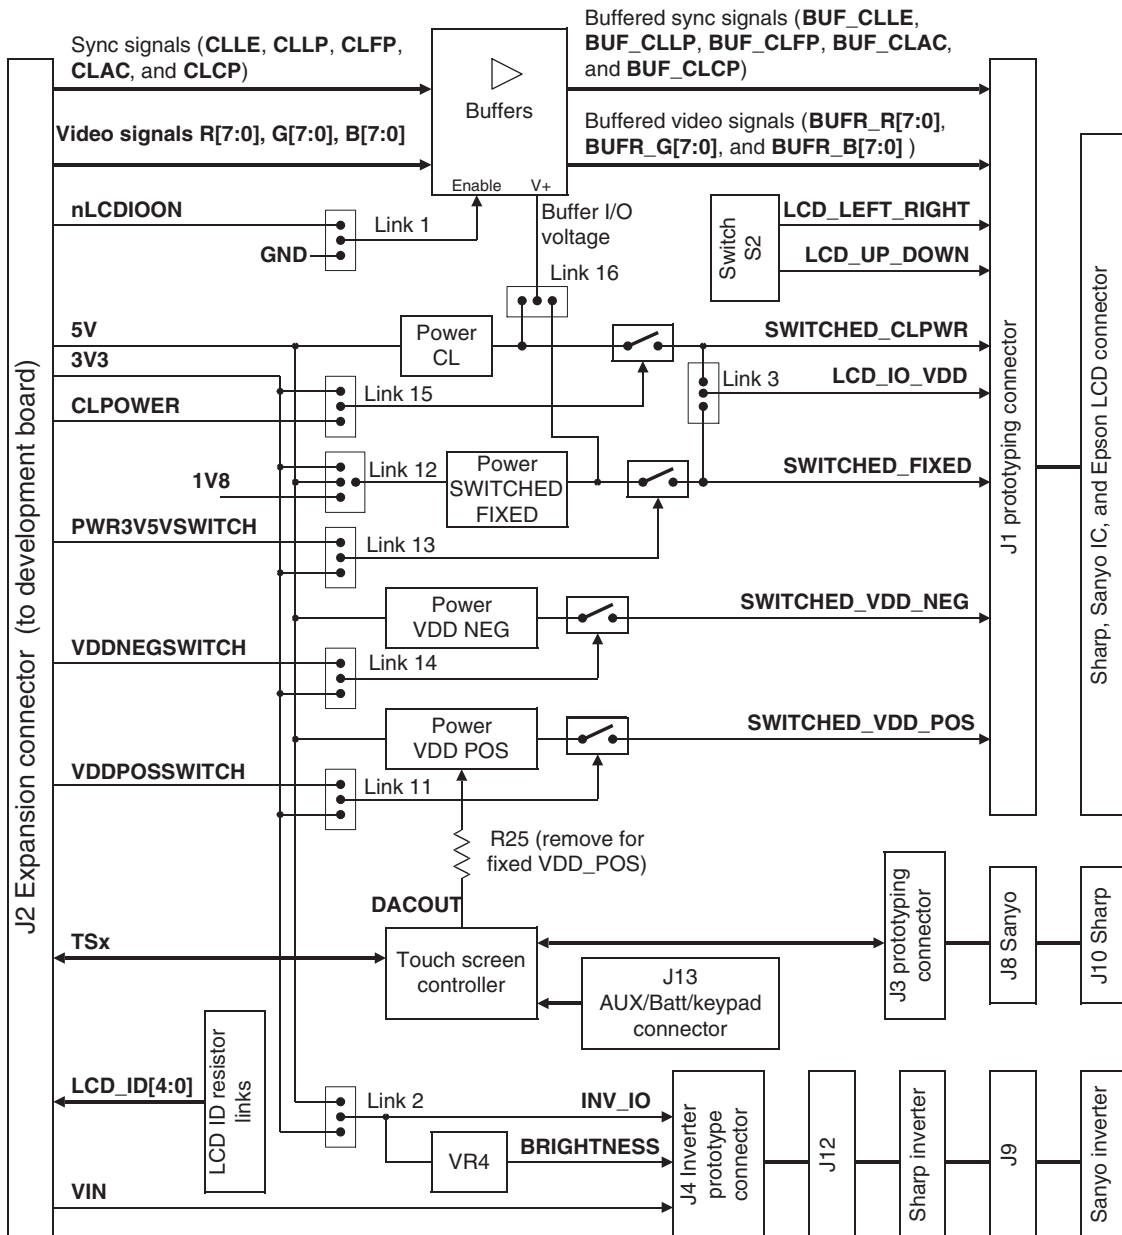 Sync signals (CLLE, CLLP, CLFP,
CLAC, and CLCP)
Buffers
Enable
V+
Buffered sync signals (BUF_CLLE,
BUF_CLLP, BUF_CLFP, BUF_CLAC,
and BUF_CLCP)
Video signals R[7:0], G[7:0], B[7:0]
Buffered video signals (BUFR_R[7:0],
BUFR_G[7:0], and BUFR_B[7:0] )
nLCDIOON
GND
Link 1
Buffer I/O
voltage
Link 16
Switch
S2
LCD_LEFT_RIGHT
LCD_UP_DOWN
5V
3V3
CLPOWER
Power
CL
Link 15
SWITCHED_CLPWR
Link 3
LCD_IO_VDD
1V8
Link 12
Power
SWITCHED
FIXED
SWITCHED_FIXED
PWR3V5VSWITCH
Link 13
Power
VDD NEG
SWITCHED_VDD_NEG
VDDNEGSWITCH
Link 14
Power
VDD POS
SWITCHED_VDD_POS
VDDPOSSWITCH
Link 11
R25 (remove for
fixed VDD_POS)
DACOUT
TSx
Touch screen
controller
J13
AUX/Batt/keypad
connector
J3 prototyping
connector
J8 Sanyo
J10 Sharp
LCD_ID[4:0]
LCD ID resistor
links
Link 2
INV_IO
VR4
BRIGHTNESS
VIN
J4 Inverter
prototype
connector
J12
Sharp inverter
J9
Sanyo inverter
J2 Expansion connector (to development board)
J1 prototyping connector
Sharp, Sanyo IC, and Epson LCD connector